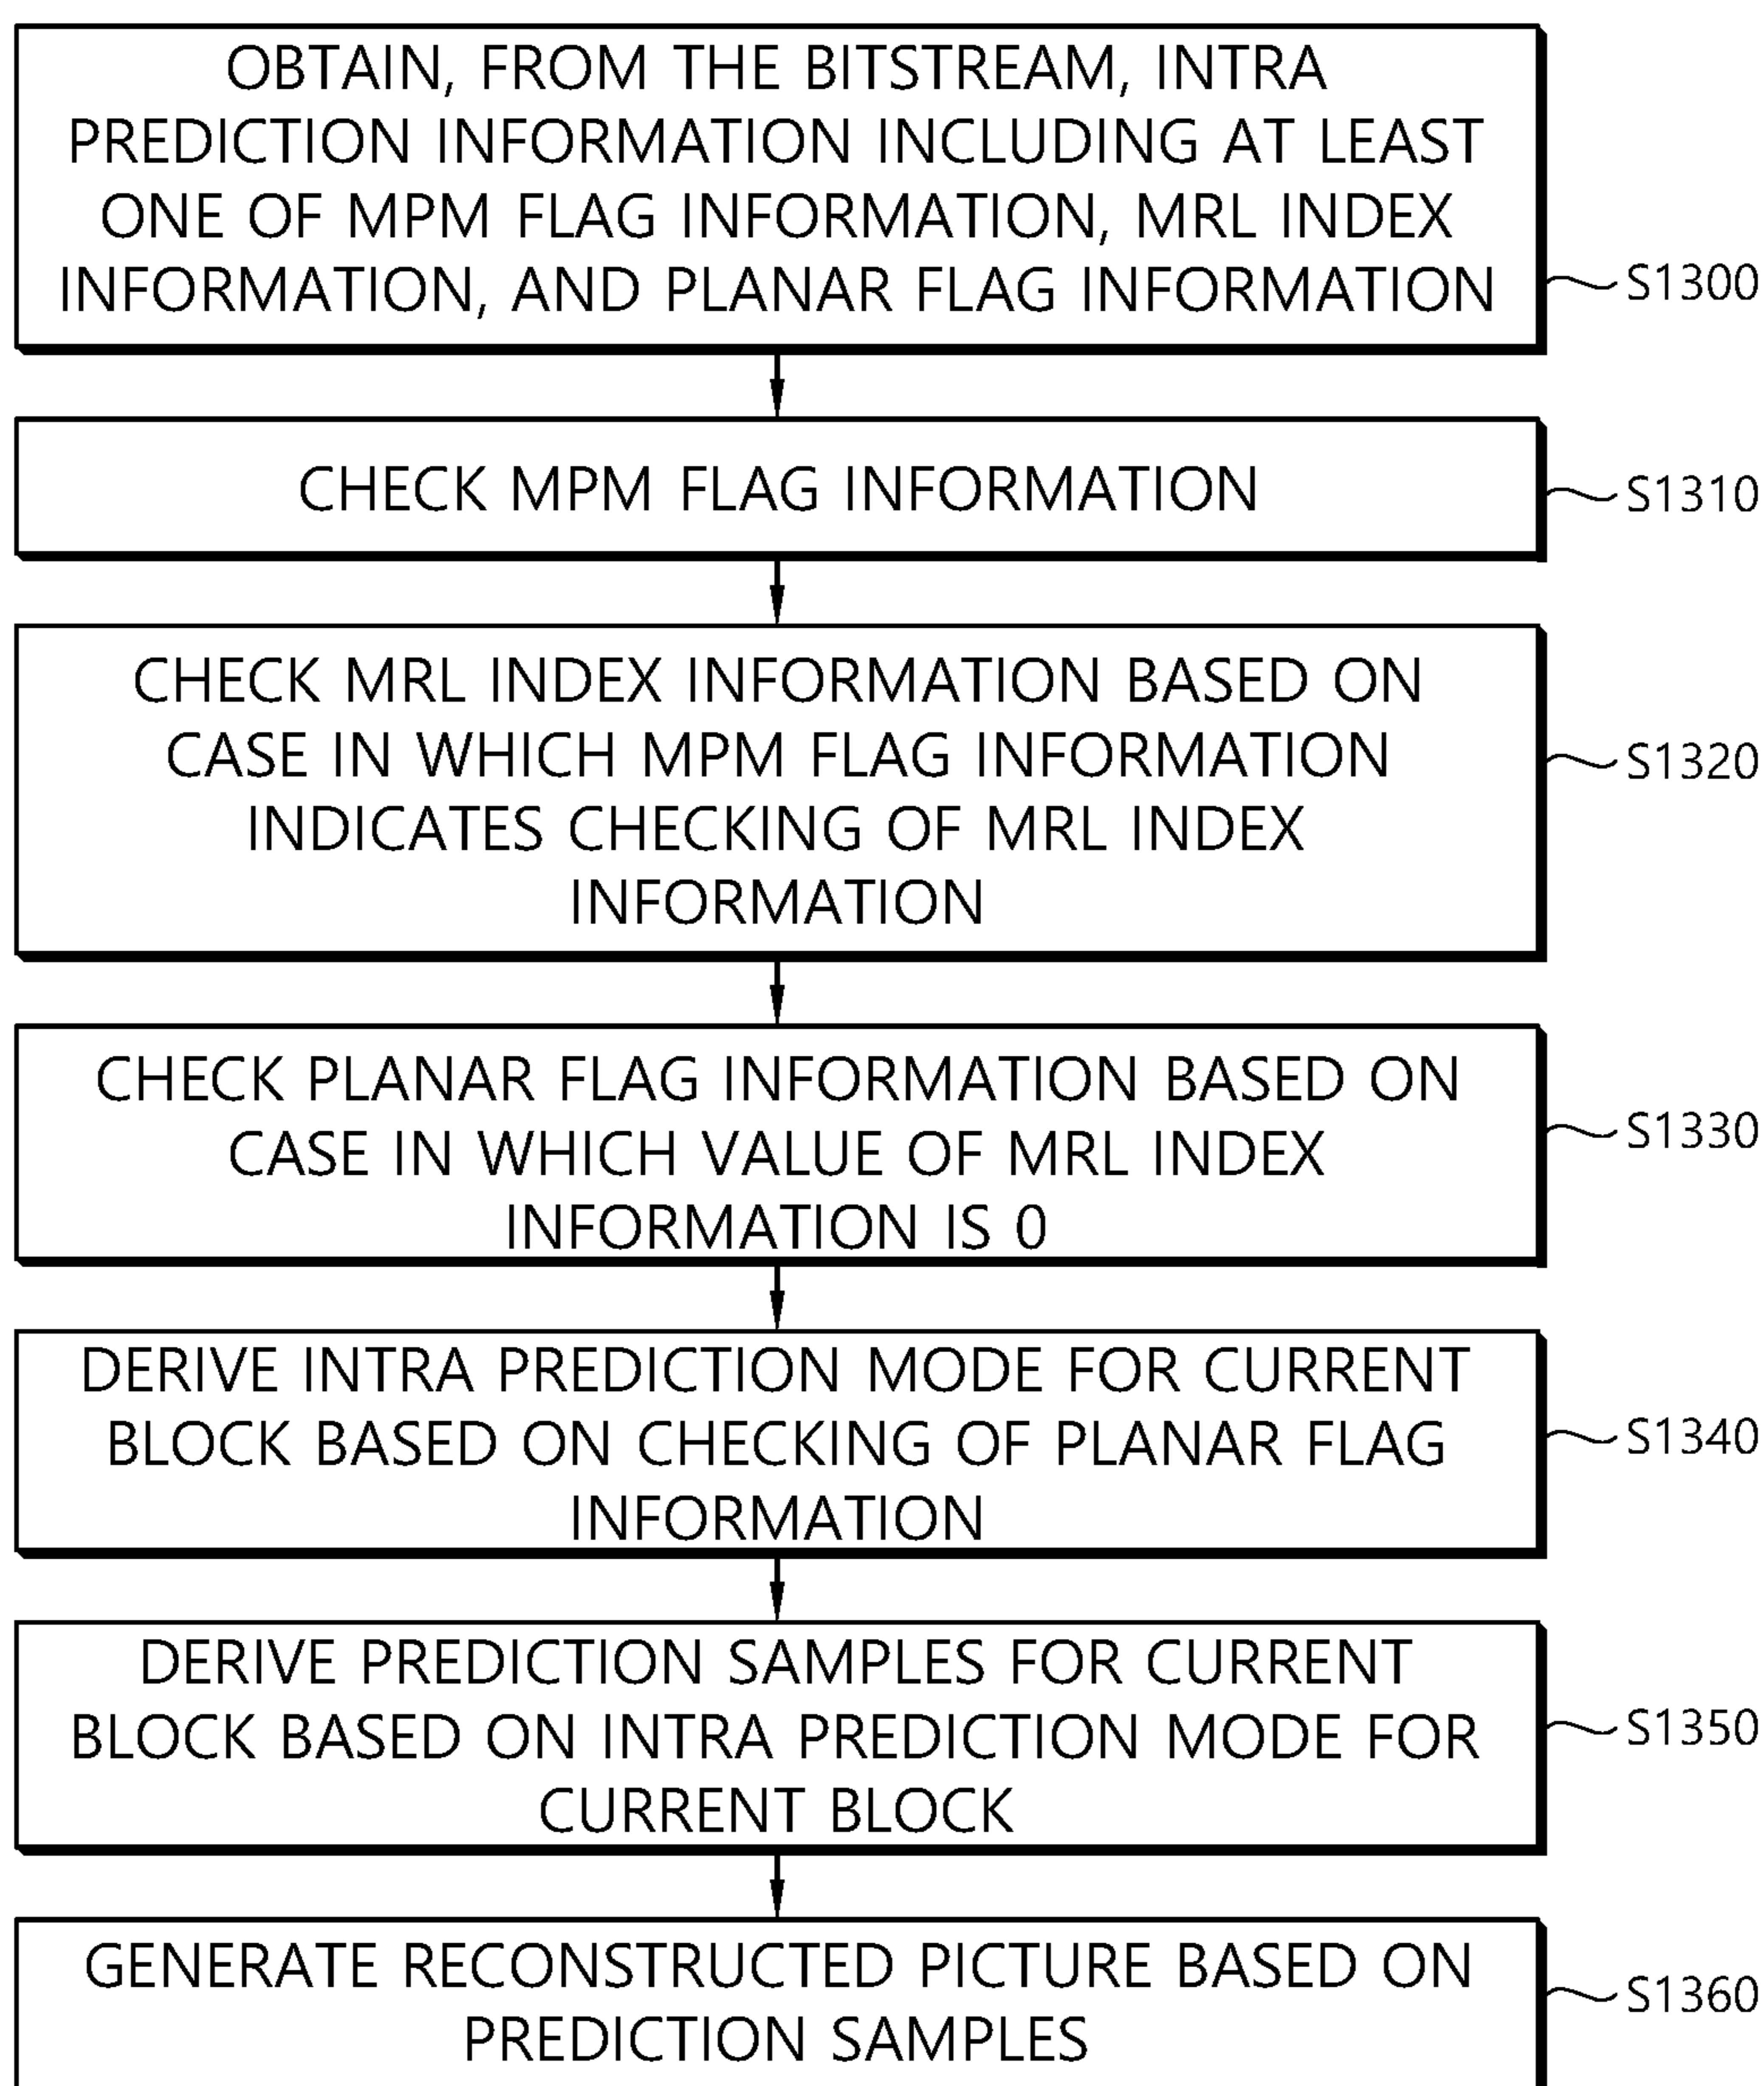 OBTAIN, FROM THE BITSTREAM, INTRA
PREDICTION INFORMATION INCLUDING AT LEAST
ONE OF MPM FLAG INFORMATION, MRL INDEX
INFORMATION, AND PLANAR FLAG INFORMATION
S1300
CHECK MPM FLAG INFORMATION
S1310
CHECK MRL INDEX INFORMATION BASED ON
CASE IN WHICH MPM FLAG INFORMATION
INDICATES CHECKING OF MRL INDEX
INFORMATION
S1320
CHECK PLANAR FLAG INFORMATION BASED ON
CASE IN WHICH VALUE OF MRL INDEX
INFORMATION IS 0
S1330
DERIVE INTRA PREDICTION MODE FOR CURRENT
BLOCK BASED ON CHECKING OF PLANAR FLAG
INFORMATION
S1340
DERIVE PREDICTION SAMPLES FOR CURRENT
BLOCK BASED ON INTRA PREDICTION MODE FOR
CURRENT BLOCK
S1350
GENERATE RECONSTRUCTED PICTURE BASED ON
PREDICTION SAMPLES
S1360